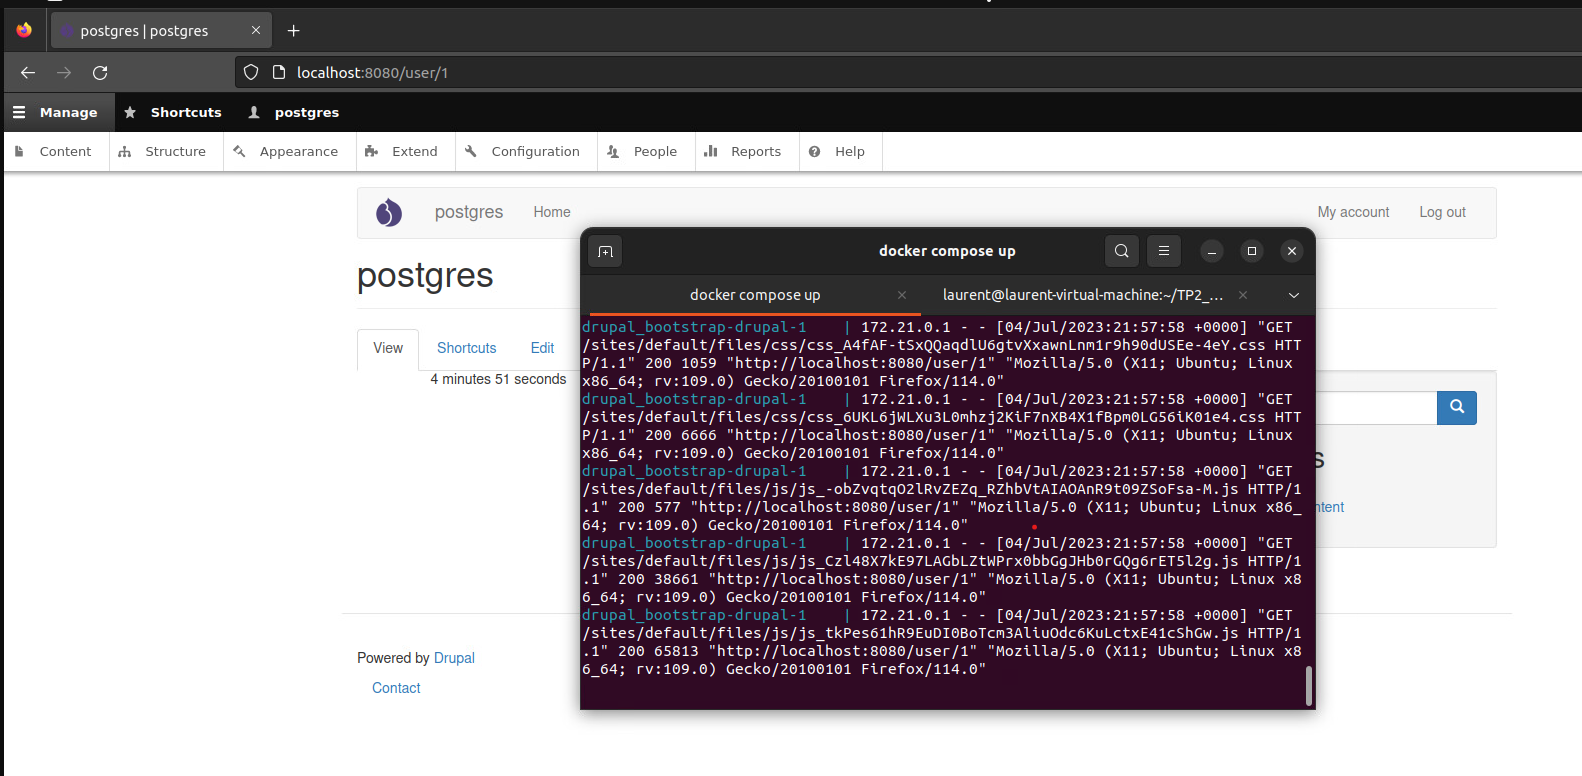 postgres | postgres
localhost:8080/user/1
Manage Shortcuts postgres
Content Structure Appearance Extend Configuration People Reports Help
postgres Home My account Log out
postgres
View Shortcuts Edit
4 minutes 51 seconds
docker compose up
docker compose up laurent@laurent-virtual-machine:~/TP2_...
drupal_bootstrap-drupal-1 | 172.21.0.1 - - [04/Jul/2023:21:57:58 +0000] "GET
/sites/default/files/css/css_A4fAF-tSxQQaqdlU6gtvXxawnLnm1r9h90dUSEe-4eY.css HTT
P/1.1" 200 1059 "http://localhost:8080/user/1" "Mozilla/5.0 (X11; Ubuntu; Linux
x86_64; rv:109.0) Gecko/20100101 Firefox/114.0"
drupal_bootstrap-drupal-1 | 172.21.0.1 - - [04/Jul/2023:21:57:58 +0000] "GET
/sites/default/files/css/css_6UKL6jWLXu3L0mhzj2KiF7nXB4X1fBpm0LG56iK01e4.css HTT
P/1.1" 200 6666 "http://localhost:8080/user/1" "Mozilla/5.0 (X11; Ubuntu; Linux
x86_64; rv:109.0) Gecko/20100101 Firefox/114.0"
drupal_bootstrap-drupal-1 | 172.21.0.1 - - [04/Jul/2023:21:57:58 +0000] "GET
/sites/default/files/js/js_-obZvqtqO2lRvZEZq_RZhbVtAIAOAnR9t09ZSoFsa-M.js HTTP/1
.1" 200 577 "http://localhost:8080/user/1" "Mozilla/5.0 (X11; Ubuntu; Linux x86_
64; rv:109.0) Gecko/20100101 Firefox/114.0"
drupal_bootstrap-drupal-1 | 172.21.0.1 - - [04/Jul/2023:21:57:58 +0000] "GET
/sites/default/files/js/js_Czl48X7kE97LAGbLZtWPrx0bbGgJHb0rGQg6rET5l2g.js HTTP/1
.1" 200 38661 "http://localhost:8080/user/1" "Mozilla/5.0 (X11; Ubuntu; Linux x8
6_64; rv:109.0) Gecko/20100101 Firefox/114.0"
drupal_bootstrap-drupal-1 | 172.21.0.1 - - [04/Jul/2023:21:57:58 +0000] "GET
/sites/default/files/js/js_tkPes61hR9EuDI0BoTcm3AliuOdc6KuLctxE41cShGw.js HTTP/1
.1" 200 65813 "http://localhost:8080/user/1" "Mozilla/5.0 (X11; Ubuntu; Linux x8
6_64; rv:109.0) Gecko/20100101 Firefox/114.0"
s
ntent
Powered by Drupal
Contact